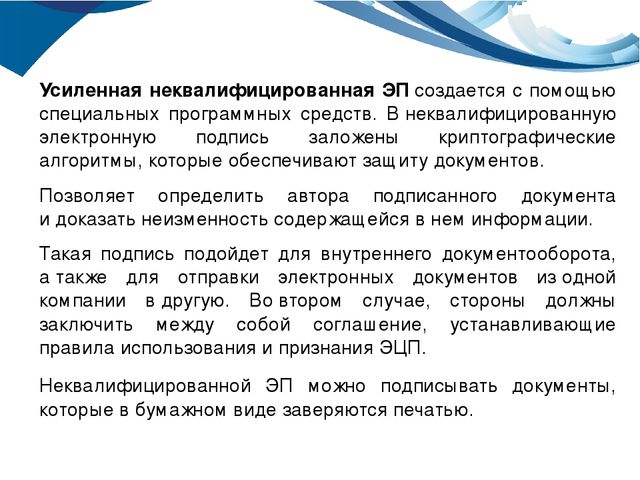 Усиленная неквалифицированная ЭП создается с помощью
специальных программных средств. В неквалифицированную
электронную подпись заложены криптографические
алгоритмы, которые обеспечивают защиту документов.
Позволяет определить автора подписанного документа
и доказать неизменность содержащейся в нем информации.
Такая подпись подойдет для внутреннего документооборота,
а также для отправки электронных документов из одной
компании в другую. Во втором случае, стороны должны
заключить между собой соглашение, устанавливающие
правила использования и признания ЭЦП.
Неквалифицированной ЭП можно подписывать документы,
которые в бумажном виде заверяются печатью.